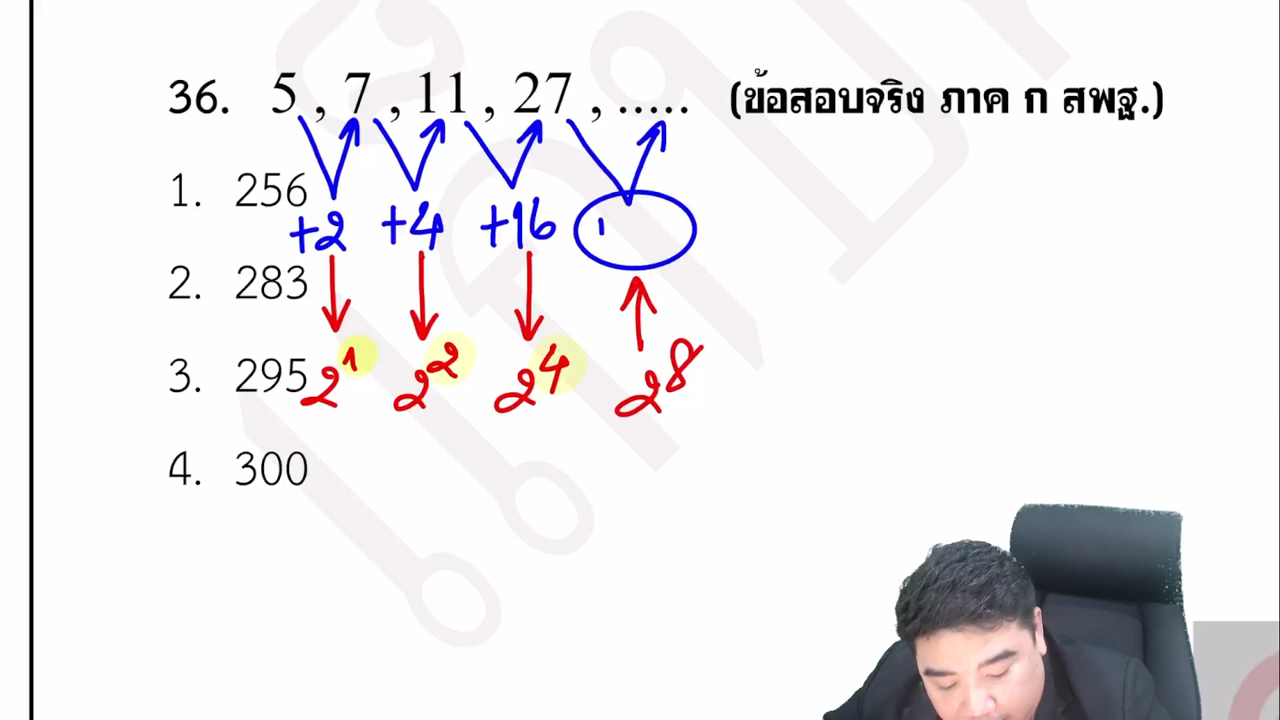 36. 5 , 7 , 11 , 27 , ..... (ข้อสอบจริง ภาค ก สพฐ.)
1. 256
+2 +4 +16
2. 283
3. 295 2¹ 2² 2⁴ 2⁸
4. 300